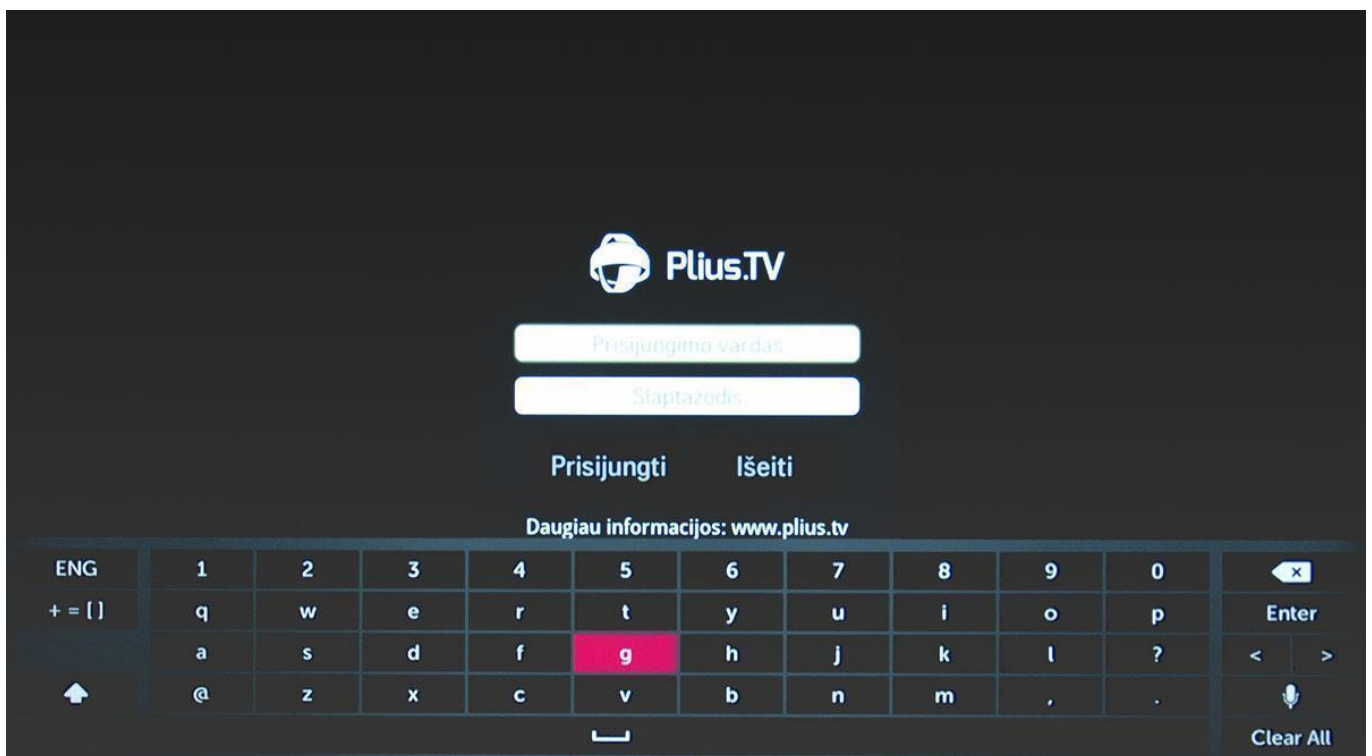 Plius.TV
Prisijungimo vardas
Slaptažodis
Prisijungti Išeiti
Daugiau informacijos: www.plius.tv
ENG 1 2 3 4 5 6 7 8 9 0
+ = [ ] q w e r t y u i o p Enter
a s d f g h j k l ? < >
@ z x c v b n m , .
Clear All